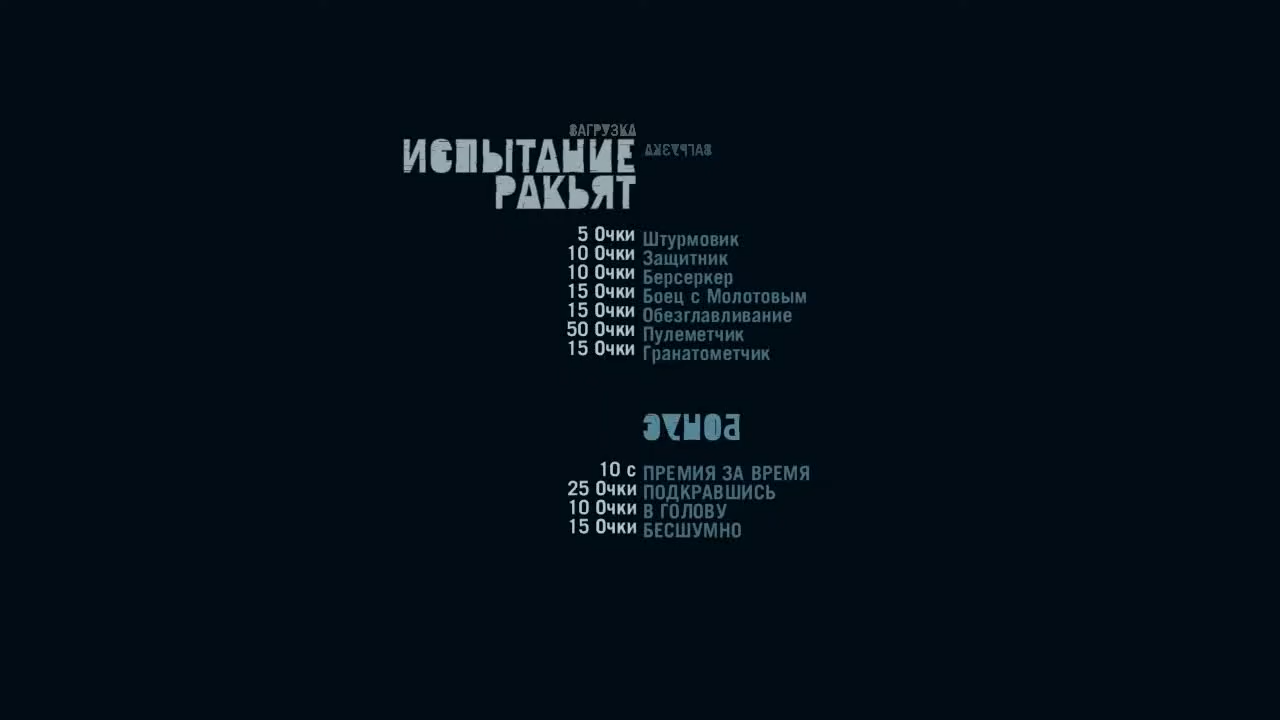 ЗАГРУЗКА
ИСПЫТАНИЕ
РАКЬЯТ
ЗАГРУЗКА
5 Очки Штурмовик
10 Очки Защитник
10 Очки Берсеркер
15 Очки Боец с Молотовым
15 Очки Обезглавливание
50 Очки Пулеметчик
15 Очки Гранатометчик
10 с ПРЕМИЯ ЗА ВРЕМЯ
25 Очки ПОДКРАВШИСЬ
10 Очки В ГОЛОВУ
15 Очки БЕСШУМНО